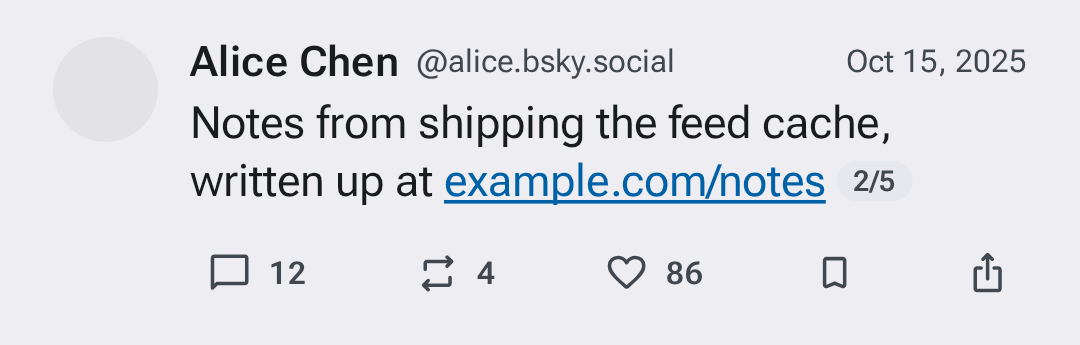 Alice Chen @alice.bsky.social Oct 15, 2025
Notes from shipping the feed cache,
written up at example.com/notes 2/5
12 4 86